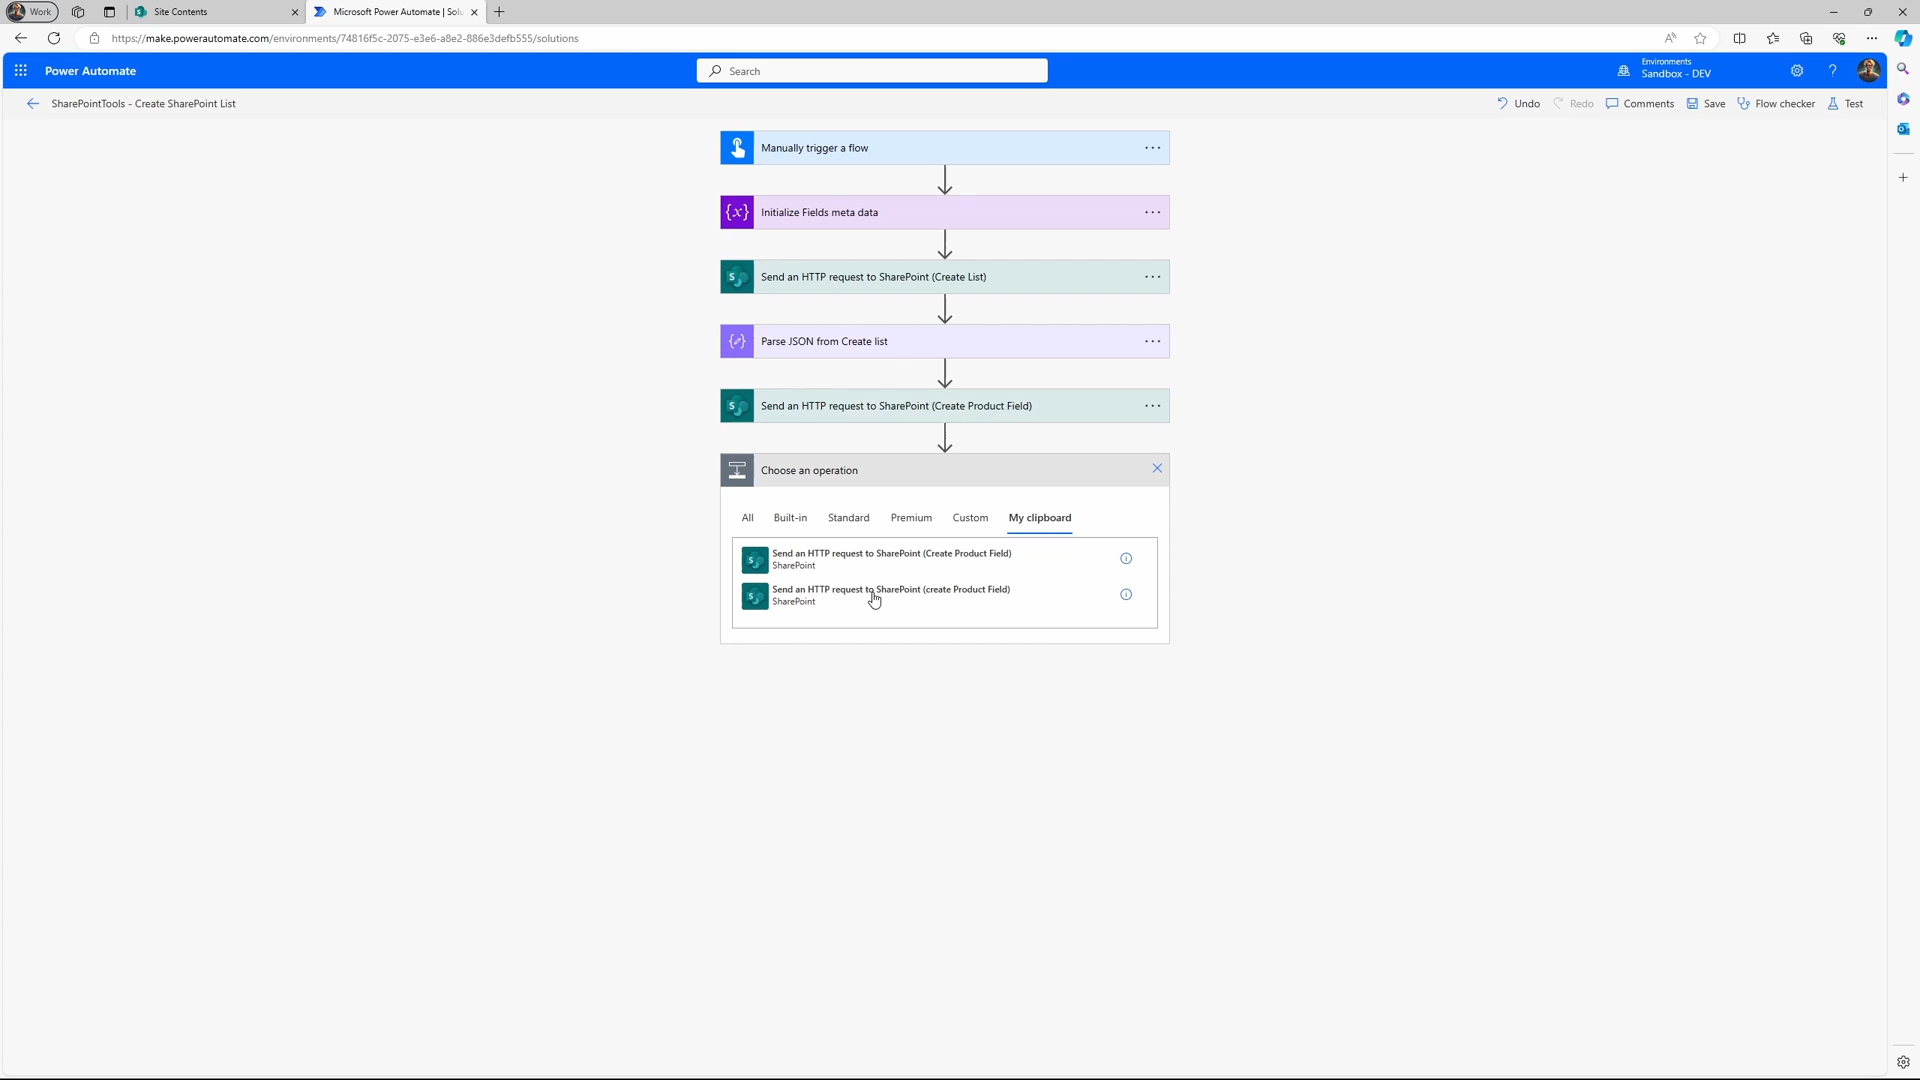 Work
Site Contents
Microsoft Power Automate | Solu
https://make.powerautomate.com/environments/74816f5c-2075-e3e6-a8e2-886e3defb555/solutions
Power Automate
Search
Environments
Sandbox - DEV
SharePointTools - Create SharePoint List
Undo
Redo
Comments
Save
Flow checker
Test
Manually trigger a flow
Initialize Fields meta data
Send an HTTP request to SharePoint (Create List)
Parse JSON from Create list
Send an HTTP request to SharePoint (Create Product Field)
Choose an operation
All
Built-in
Standard
Premium
Custom
My clipboard
Send an HTTP request to SharePoint (Create Product Field)
SharePoint
Send an HTTP request to SharePoint (create Product Field)
SharePoint